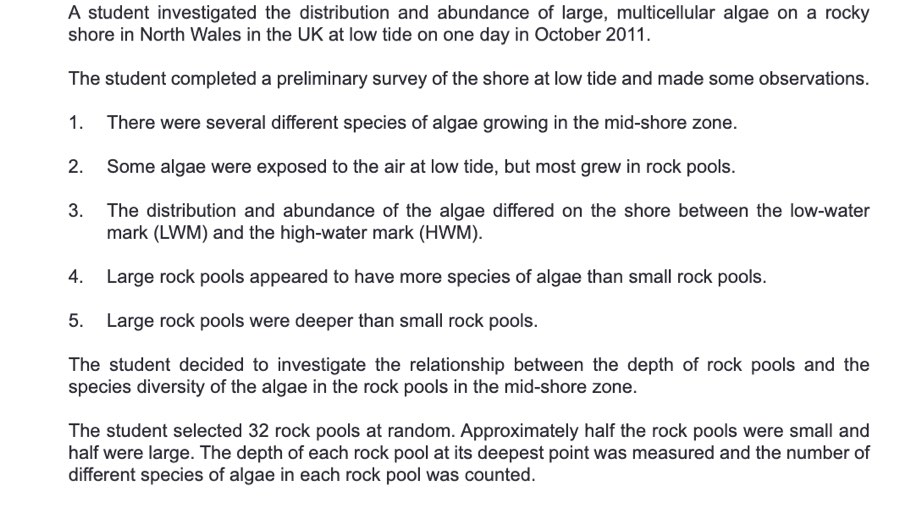 A student investigated the distribution and abundance of large, multicellular algae on a rocky
shore in North Wales in the UK at low tide on one day in October 2011.
The student completed a preliminary survey of the shore at low tide and made some observations.
1. There were several different species of algae growing in the mid-shore zone.
2. Some algae were exposed to the air at low tide, but most grew in rock pools.
3. The distribution and abundance of the algae differed on the shore between the low-water
mark (LWM) and the high-water mark (HWM).
4. Large rock pools appeared to have more species of algae than small rock pools.
5. Large rock pools were deeper than small rock pools.
The student decided to investigate the relationship between the depth of rock pools and the
species diversity of the algae in the rock pools in the mid-shore zone.
The student selected 32 rock pools at random. Approximately half the rock pools were small and
half were large. The depth of each rock pool at its deepest point was measured and the number of
different species of algae in each rock pool was counted.